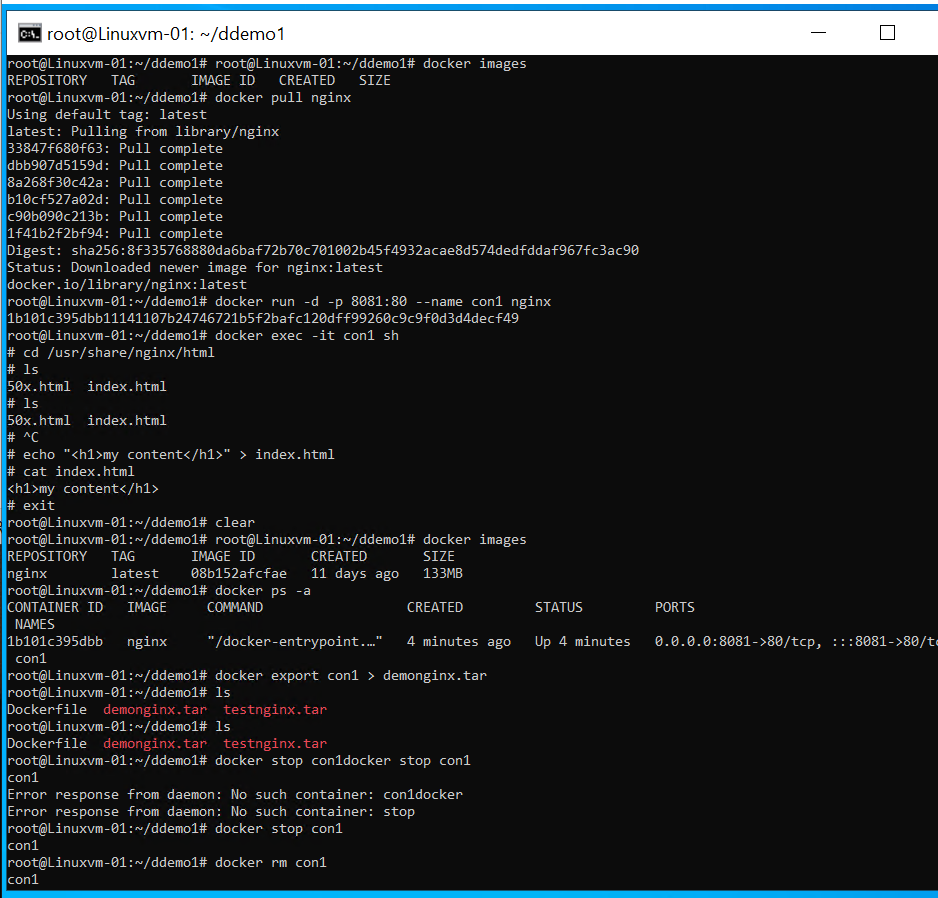 root@Linuxvm-01: ~/ddemo1
root@Linuxvm-01:~/ddemo1# root@Linuxvm-01:~/ddemo1# docker images
REPOSITORY   TAG       IMAGE ID   CREATED   SIZE
root@Linuxvm-01:~/ddemo1# docker pull nginx
Using default tag: latest
latest: Pulling from library/nginx
33847f680f63: Pull complete
dbb907d5159d: Pull complete
8a268f30c42a: Pull complete
b10cf527a02d: Pull complete
c90b090c213b: Pull complete
1f41b2f2bf94: Pull complete
Digest: sha256:8f335768880da6baf72b70c701002b45f4932acae8d574dedfddaf967fc3ac90
Status: Downloaded newer image for nginx:latest
docker.io/library/nginx:latest
root@Linuxvm-01:~/ddemo1# docker run -d -p 8081:80 --name con1 nginx
1b101c395dbb11141107b24746721b5f2bafc120dff99260c9c9f0d3d4decf49
root@Linuxvm-01:~/ddemo1# docker exec -it con1 sh
# cd /usr/share/nginx/html
# ls
50x.html  index.html
# ls
50x.html  index.html
# ^C
# echo "<h1>my content</h1>" > index.html
# cat index.html
<h1>my content</h1>
# exit
root@Linuxvm-01:~/ddemo1# clear
root@Linuxvm-01:~/ddemo1# root@Linuxvm-01:~/ddemo1# docker images
REPOSITORY   TAG       IMAGE ID       CREATED       SIZE
nginx        latest    08b152afcfae   11 days ago   133MB
root@Linuxvm-01:~/ddemo1# docker ps -a
CONTAINER ID   IMAGE     COMMAND                  CREATED         STATUS         PORTS
 NAMES
1b101c395dbb   nginx     "/docker-entrypoint.…"   4 minutes ago   Up 4 minutes   0.0.0.0:8081->80/tcp, :::8081->80/tc
 con1
root@Linuxvm-01:~/ddemo1# docker export con1 > demonginx.tar
root@Linuxvm-01:~/ddemo1# ls
Dockerfile  demonginx.tar  testnginx.tar
root@Linuxvm-01:~/ddemo1# ls
Dockerfile  demonginx.tar  testnginx.tar
root@Linuxvm-01:~/ddemo1# docker stop con1docker stop con1
con1
Error response from daemon: No such container: con1docker
Error response from daemon: No such container: stop
root@Linuxvm-01:~/ddemo1# docker stop con1
con1
root@Linuxvm-01:~/ddemo1# docker rm con1
con1